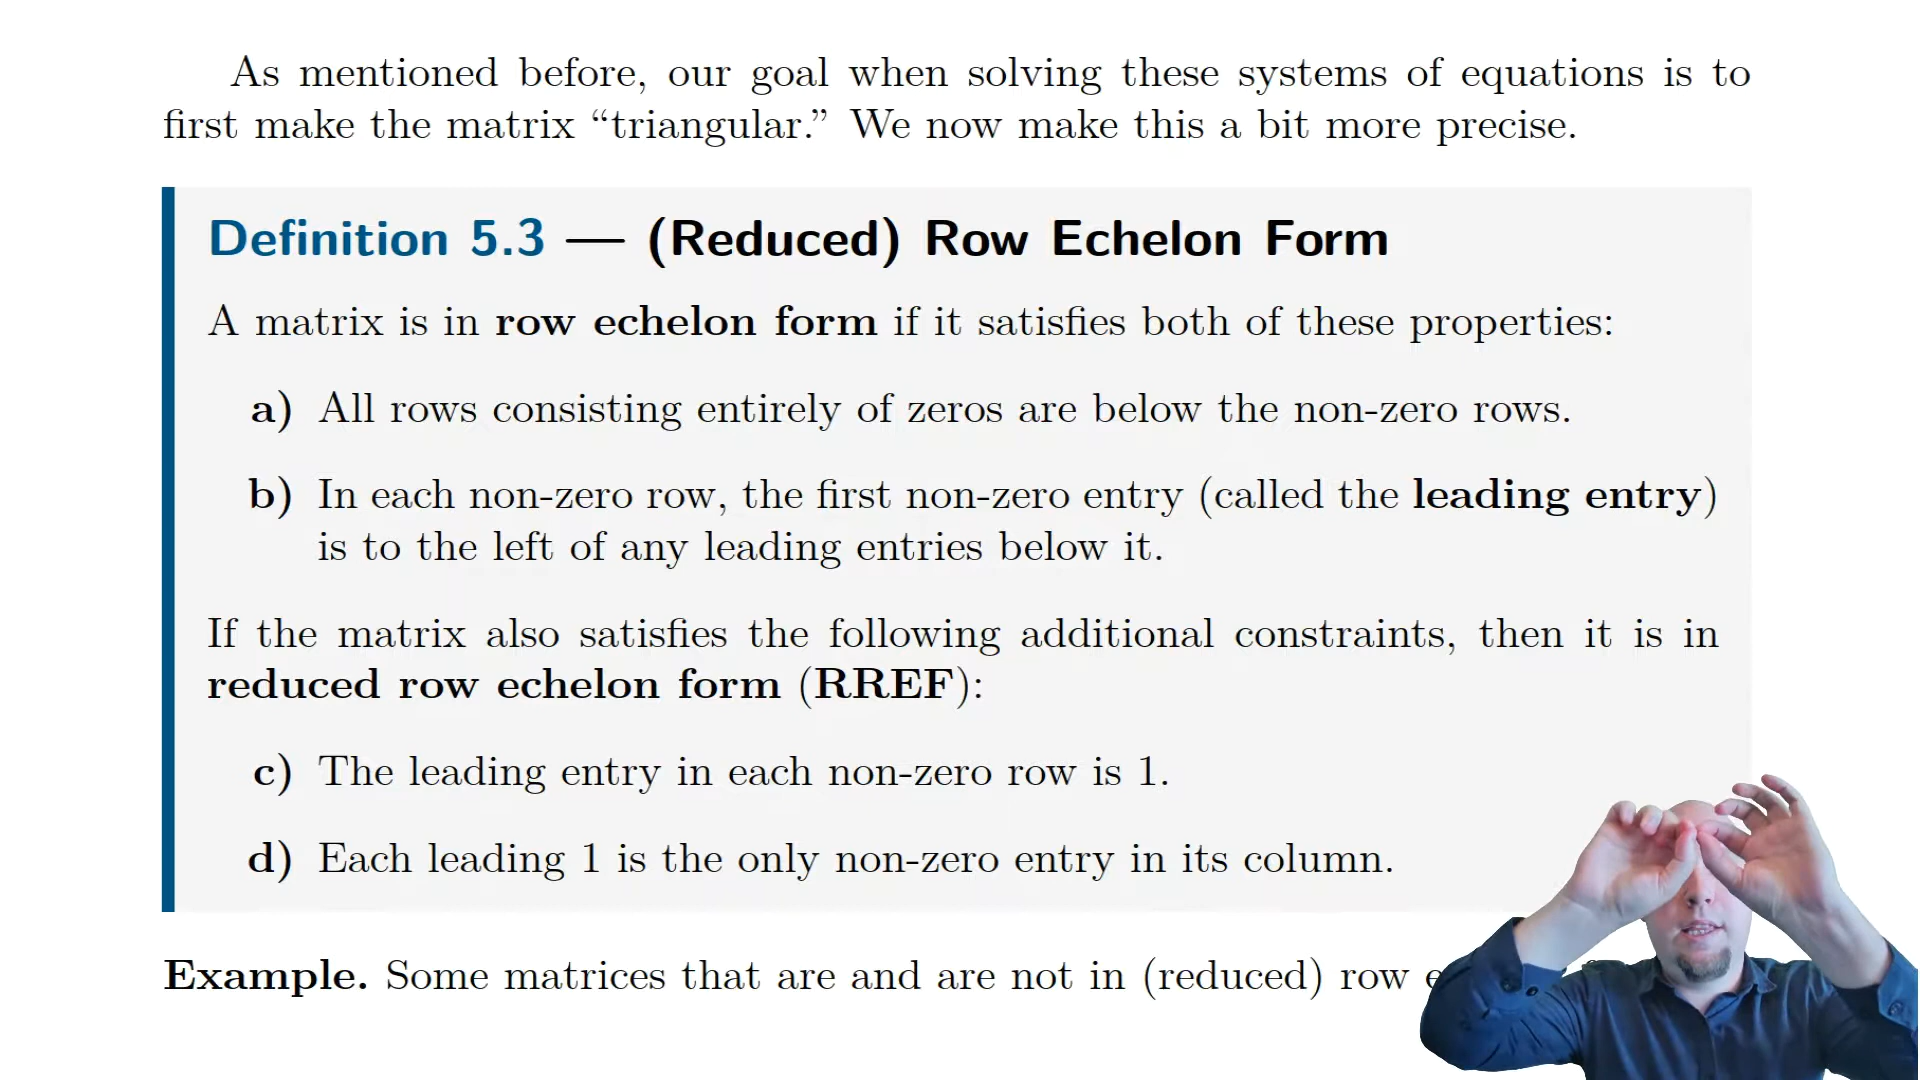 As mentioned before, our goal when solving these systems of equations is to
first make the matrix “triangular.” We now make this a bit more precise.
Definition 5.3 — (Reduced) Row Echelon Form
A matrix is in row echelon form if it satisfies both of these properties:
a) All rows consisting entirely of zeros are below the non-zero rows.
b) In each non-zero row, the first non-zero entry (called the leading entry)
is to the left of any leading entries below it.
If the matrix also satisfies the following additional constraints, then it is in
reduced row echelon form (RREF):
c) The leading entry in each non-zero row is 1.
d) Each leading 1 is the only non-zero entry in its column.
Example. Some matrices that are and are not in (reduced) row